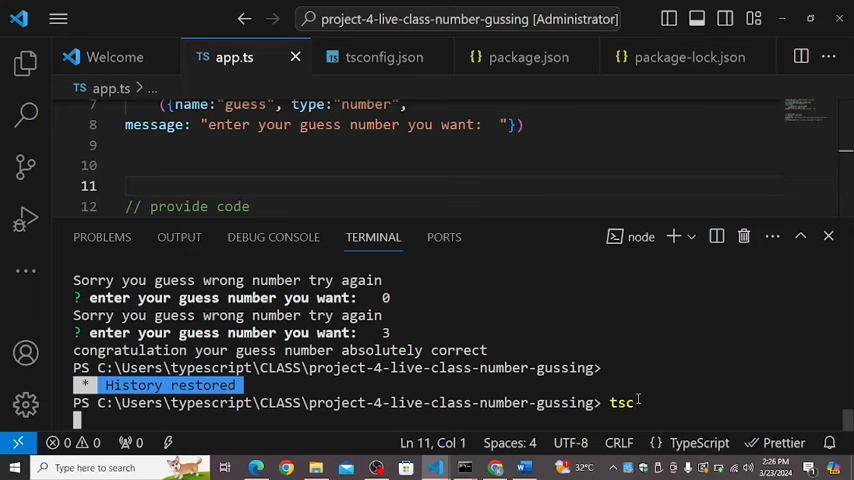 project-4-live-class-number-gussing [Administrator]
Welcome
TS app.ts
tsconfig.json
{} package.json
{} package-lock.json
TS app.ts > ...
7 ({name:"guess", type:"number",
8 message: "enter your guess number you want:  "})
9
10
11
12 // provide code
PROBLEMS OUTPUT DEBUG CONSOLE TERMINAL PORTS
node
Sorry you guess wrong number try again
? enter your guess number you want:   0
Sorry you guess wrong number try again
? enter your guess number you want:   3
congratulation your guess number absolutely correct
PS C:\Users\typescript\CLASS\project-4-live-class-number-gussing>
* History restored
PS C:\Users\typescript\CLASS\project-4-live-class-number-gussing> tsc
0 0 0 Ln 11, Col 1 Spaces: 4 UTF-8 CRLF {} TypeScript Prettier
Type here to search
32°C
2:26 PM
3/23/2024